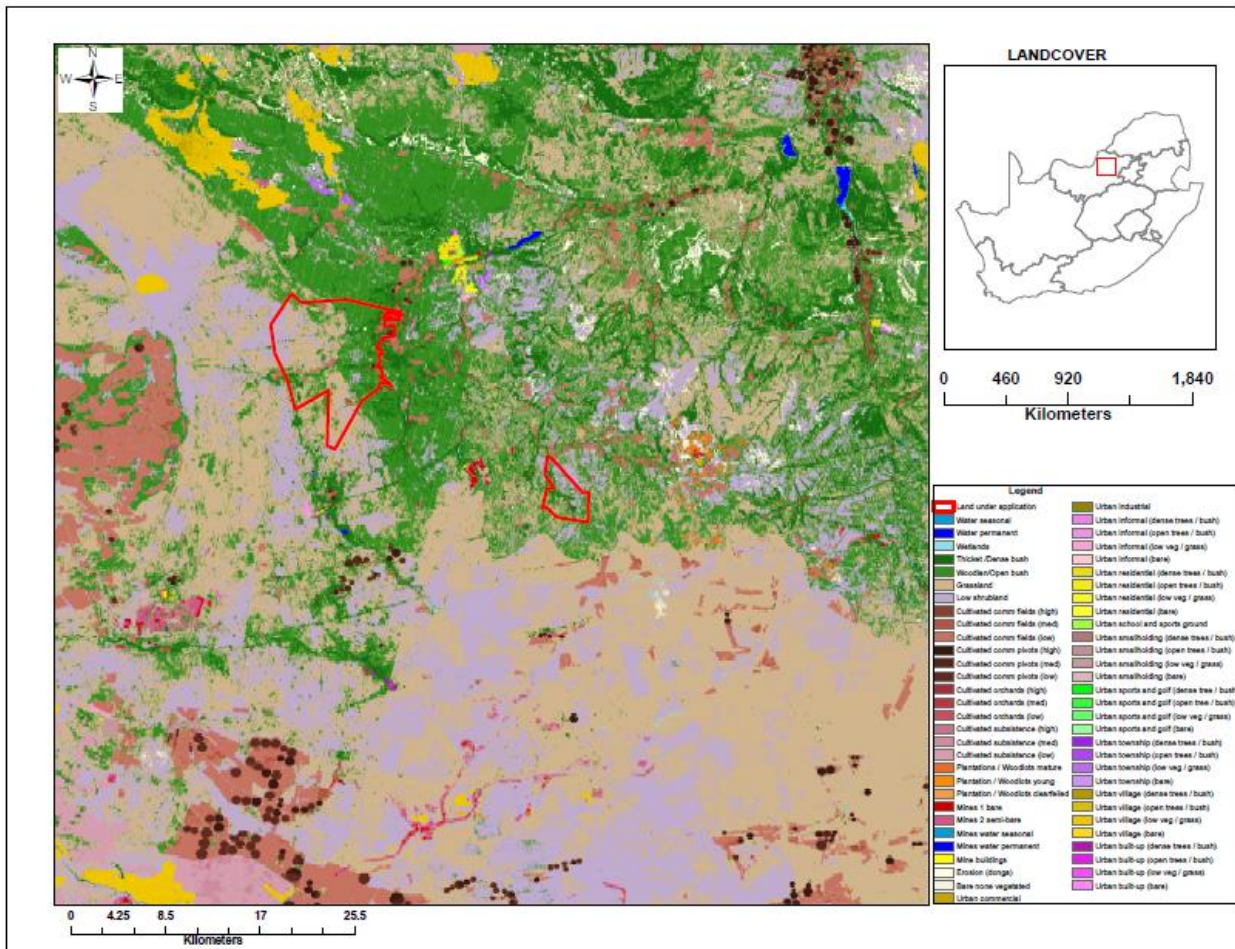 N
W E
S
LANDCOVER
0 460 920 1,840
Kilometers
Legend
Land under application
Water seasonal
Water permanent
Wetlands
Thicket /Dense bush
Woodlan/Open bush
Grassland
Low shrubland
Cultivated comm fields (high)
Cultivated comm fields (med)
Cultivated comm fields (low)
Cultivated comm pivots (high)
Cultivated comm pivots (med)
Cultivated comm pivots (low)
Cultivated orchards (high)
Cultivated orchards (med)
Cultivated orchards (low)
Cultivated subsistence (high)
Cultivated subsistence (med)
Cultivated subsistence (low)
Plantations / Woodlots mature
Plantation / Woodlots young
Plantation / Woodlots clearfelled
Mines 1 bare
Mines 2 semi-bare
Mines water seasonal
Mines water permanent
Mine buildings
Erosion (donga)
Bare none vegetated
Urban commercial
Urban industrial
Urban informal (dense trees / bush)
Urban informal (open trees / bush)
Urban informal (low veg / grass)
Urban informal (bare)
Urban residential (dense trees / bush)
Urban residential (open trees / bush)
Urban residential (low veg / grass)
Urban residential (bare)
Urban school and sports ground
Urban smallholding (dense trees / bush)
Urban smallholding (open trees / bush)
Urban smallholding (low veg / grass)
Urban smallholding (bare)
Urban sports and golf (dense tree / bush)
Urban sports and golf (open tree / bush)
Urban sports and golf (low veg / grass)
Urban sports and golf (bare)
Urban township (dense trees / bush)
Urban township (open trees / bush)
Urban township (low veg / grass)
Urban township (bare)
Urban village (dense trees / bush)
Urban village (open trees / bush)
Urban village (low veg / grass)
Urban village (bare)
Urban built-up (dense trees / bush)
Urban built-up (open trees / bush)
Urban built-up (low veg / grass)
Urban built-up (bare)
0 4.25 8.5 17 25.5
Kilometers